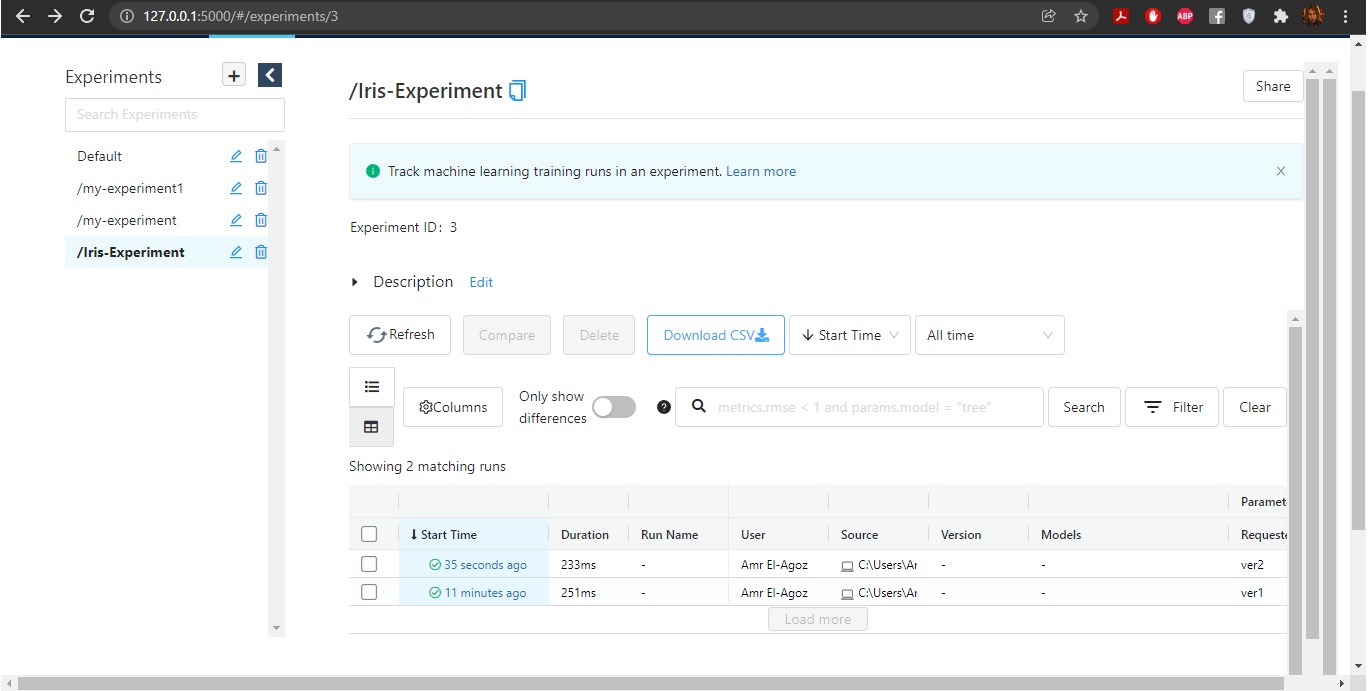 127.0.0.1:5000/#/experiments/3
ABP
Experiments
Search Experiments
Default
/my-experiment1
/my-experiment
/Iris-Experiment
/Iris-Experiment
Share
Track machine learning training runs in an experiment. Learn more
Experiment ID: 3
Description Edit
Refresh Compare Delete Download CSV Start Time All time
Columns Only show differences metrics.rmse < 1 and params.model = "tree" Search Filter Clear
Showing 2 matching runs
Paramet
Start Time Duration Run Name User Source Version Models Requeste
35 seconds ago 233ms - Amr El-Agoz C:\Users\Ar - - ver2
11 minutes ago 251ms - Amr El-Agoz C:\Users\Ar - - ver1
Load more